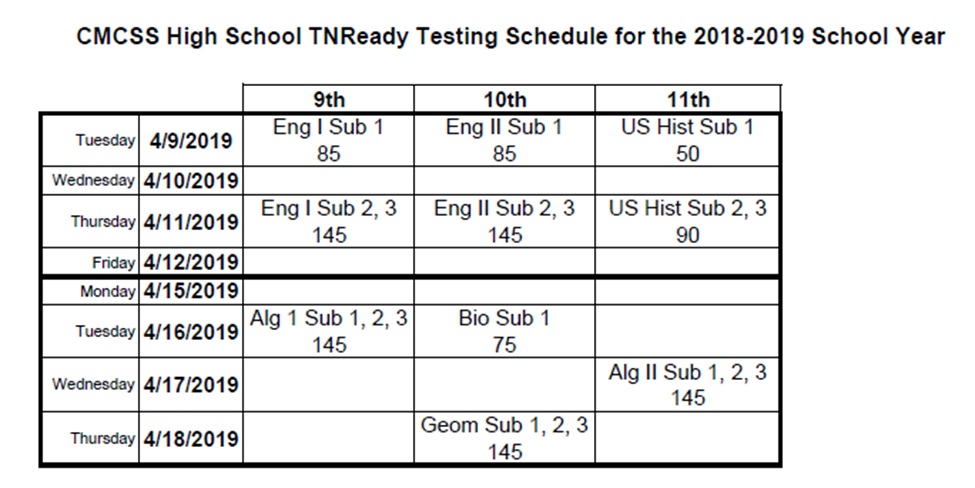 CMCSS High School TNReady Testing Schedule for the 2018-2019 School Year
9th 10th 11th
Tuesday 4/9/2019 Eng I Sub 1 Eng II Sub 1 US Hist Sub 1
85 85 50
Wednesday 4/10/2019
Thursday 4/11/2019 Eng I Sub 2, 3 Eng II Sub 2, 3 US Hist Sub 2, 3
145 145 90
Friday 4/12/2019
Monday 4/15/2019
Tuesday 4/16/2019 Alg 1 Sub 1, 2, 3 Bio Sub 1
145 75
Wednesday 4/17/2019 Alg II Sub 1, 2, 3
145
Thursday 4/18/2019 Geom Sub 1, 2, 3
145